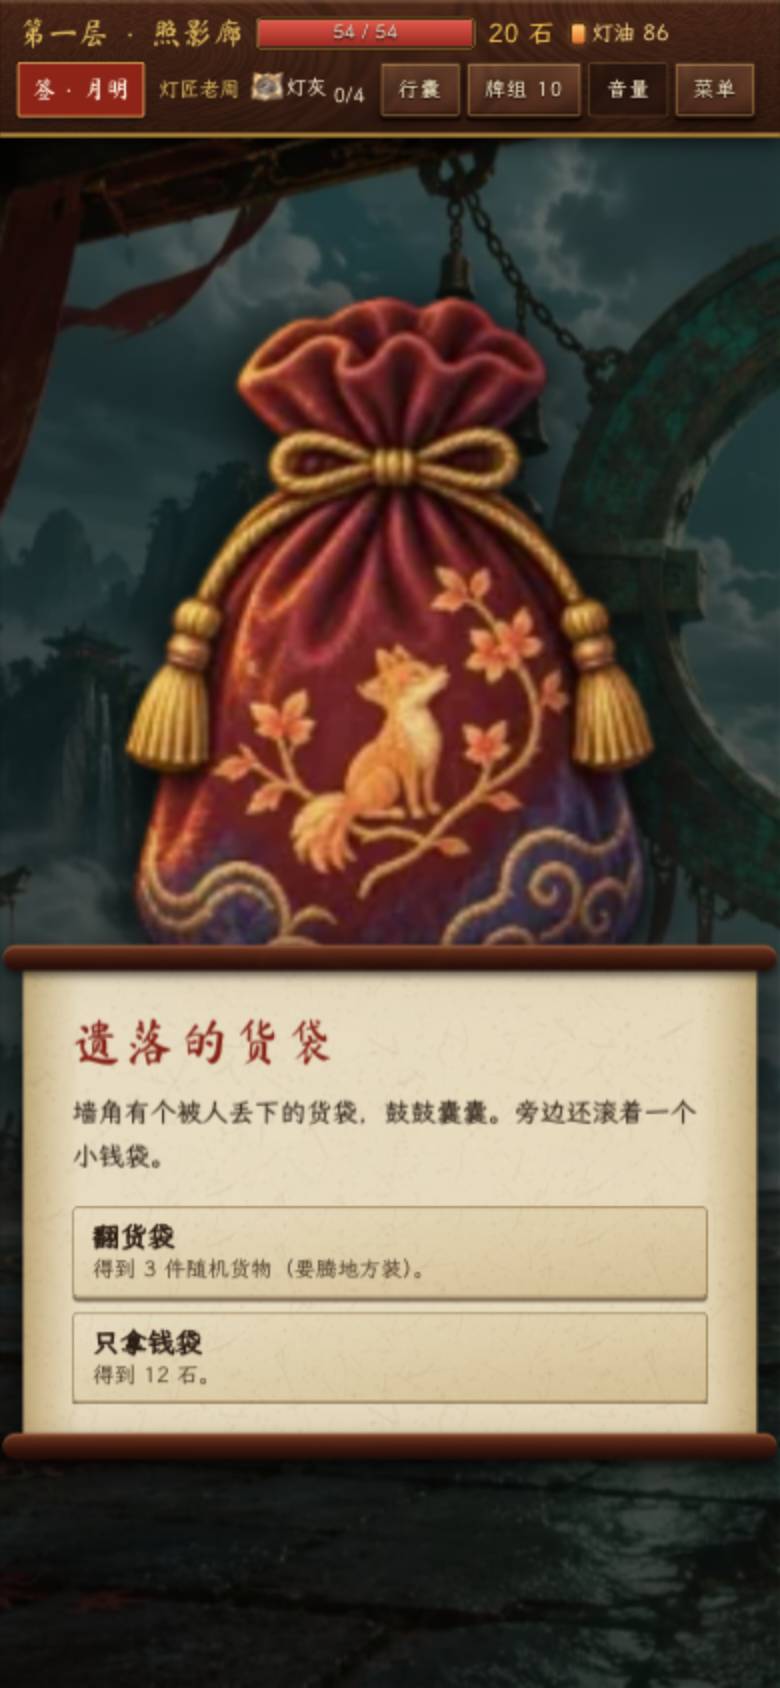 第一层 · 照影廊 54 / 54 20 石 灯油 86
签 · 月明 灯匠老周 灯灰 0/4 行囊 牌组 10 音量 菜单
遗落的货袋
墙角有个被人丢下的货袋，鼓鼓囊囊。旁边还滚着一个
小钱袋。
翻货袋
得到 3 件随机货物（要腾地方装）。
只拿钱袋
得到 12 石。